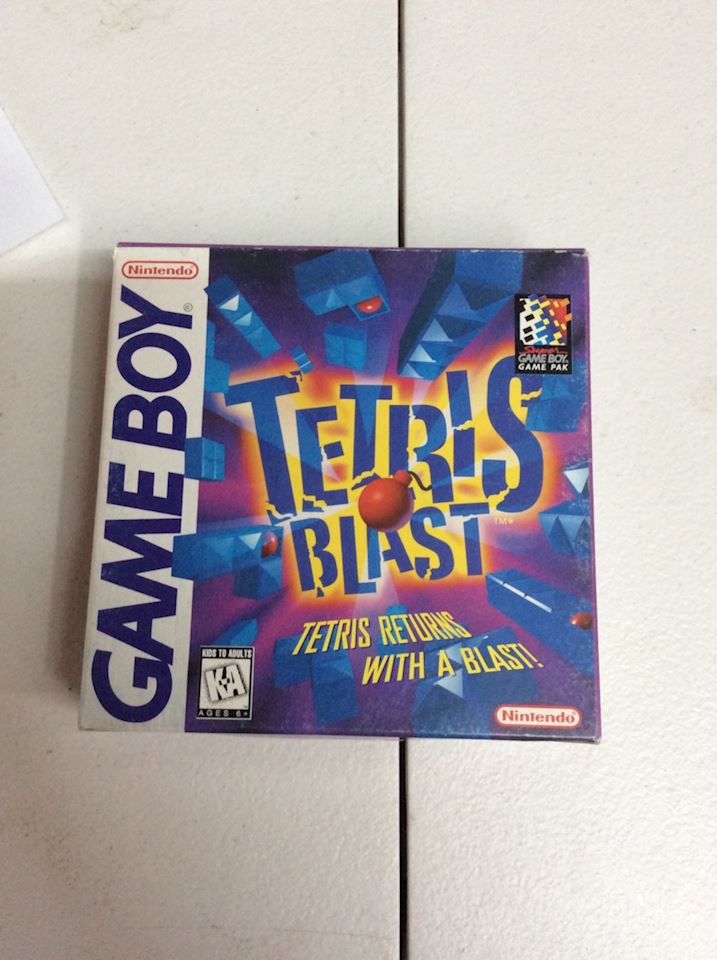 Nintendo®
GAME BOY®
Super
GAME BOY
GAME PAK
TETRIS
BLAST
TM®
TETRIS RETURNS
WITH A BLAST!
KIDS TO ADULTS
K-A
AGES 6+
Nintendo®